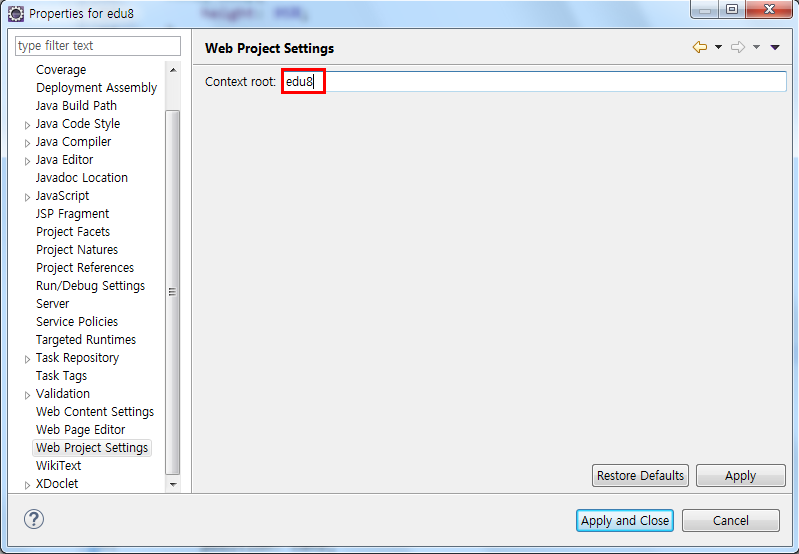 Properties for edu8
type filter text
Coverage
Deployment Assembly
Java Build Path
Java Code Style
Java Compiler
Java Editor
Javadoc Location
JavaScript
JSP Fragment
Project Facets
Project Natures
Project References
Run/Debug Settings
Server
Service Policies
Targeted Runtimes
Task Repository
Task Tags
Validation
Web Content Settings
Web Page Editor
Web Project Settings
WikiText
XDoclet
Web Project Settings
Context root: edu8
Restore Defaults Apply
Apply and Close Cancel